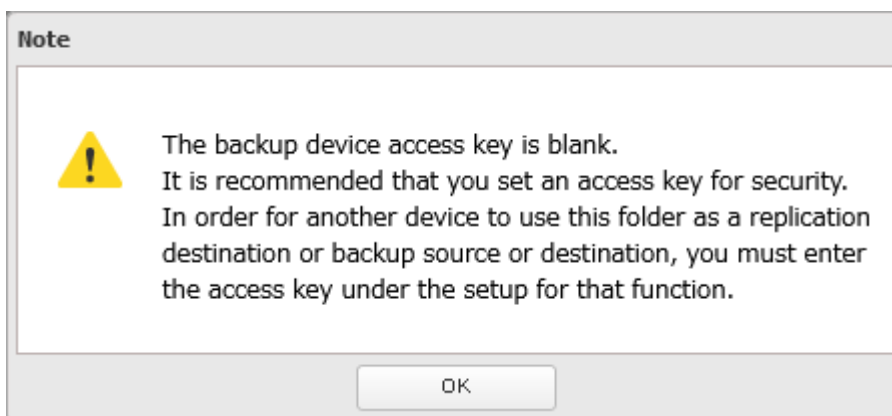 Note
The backup device access key is blank.
It is recommended that you set an access key for security.
In order for another device to use this folder as a replication
destination or backup source or destination, you must enter
the access key under the setup for that function.
OK